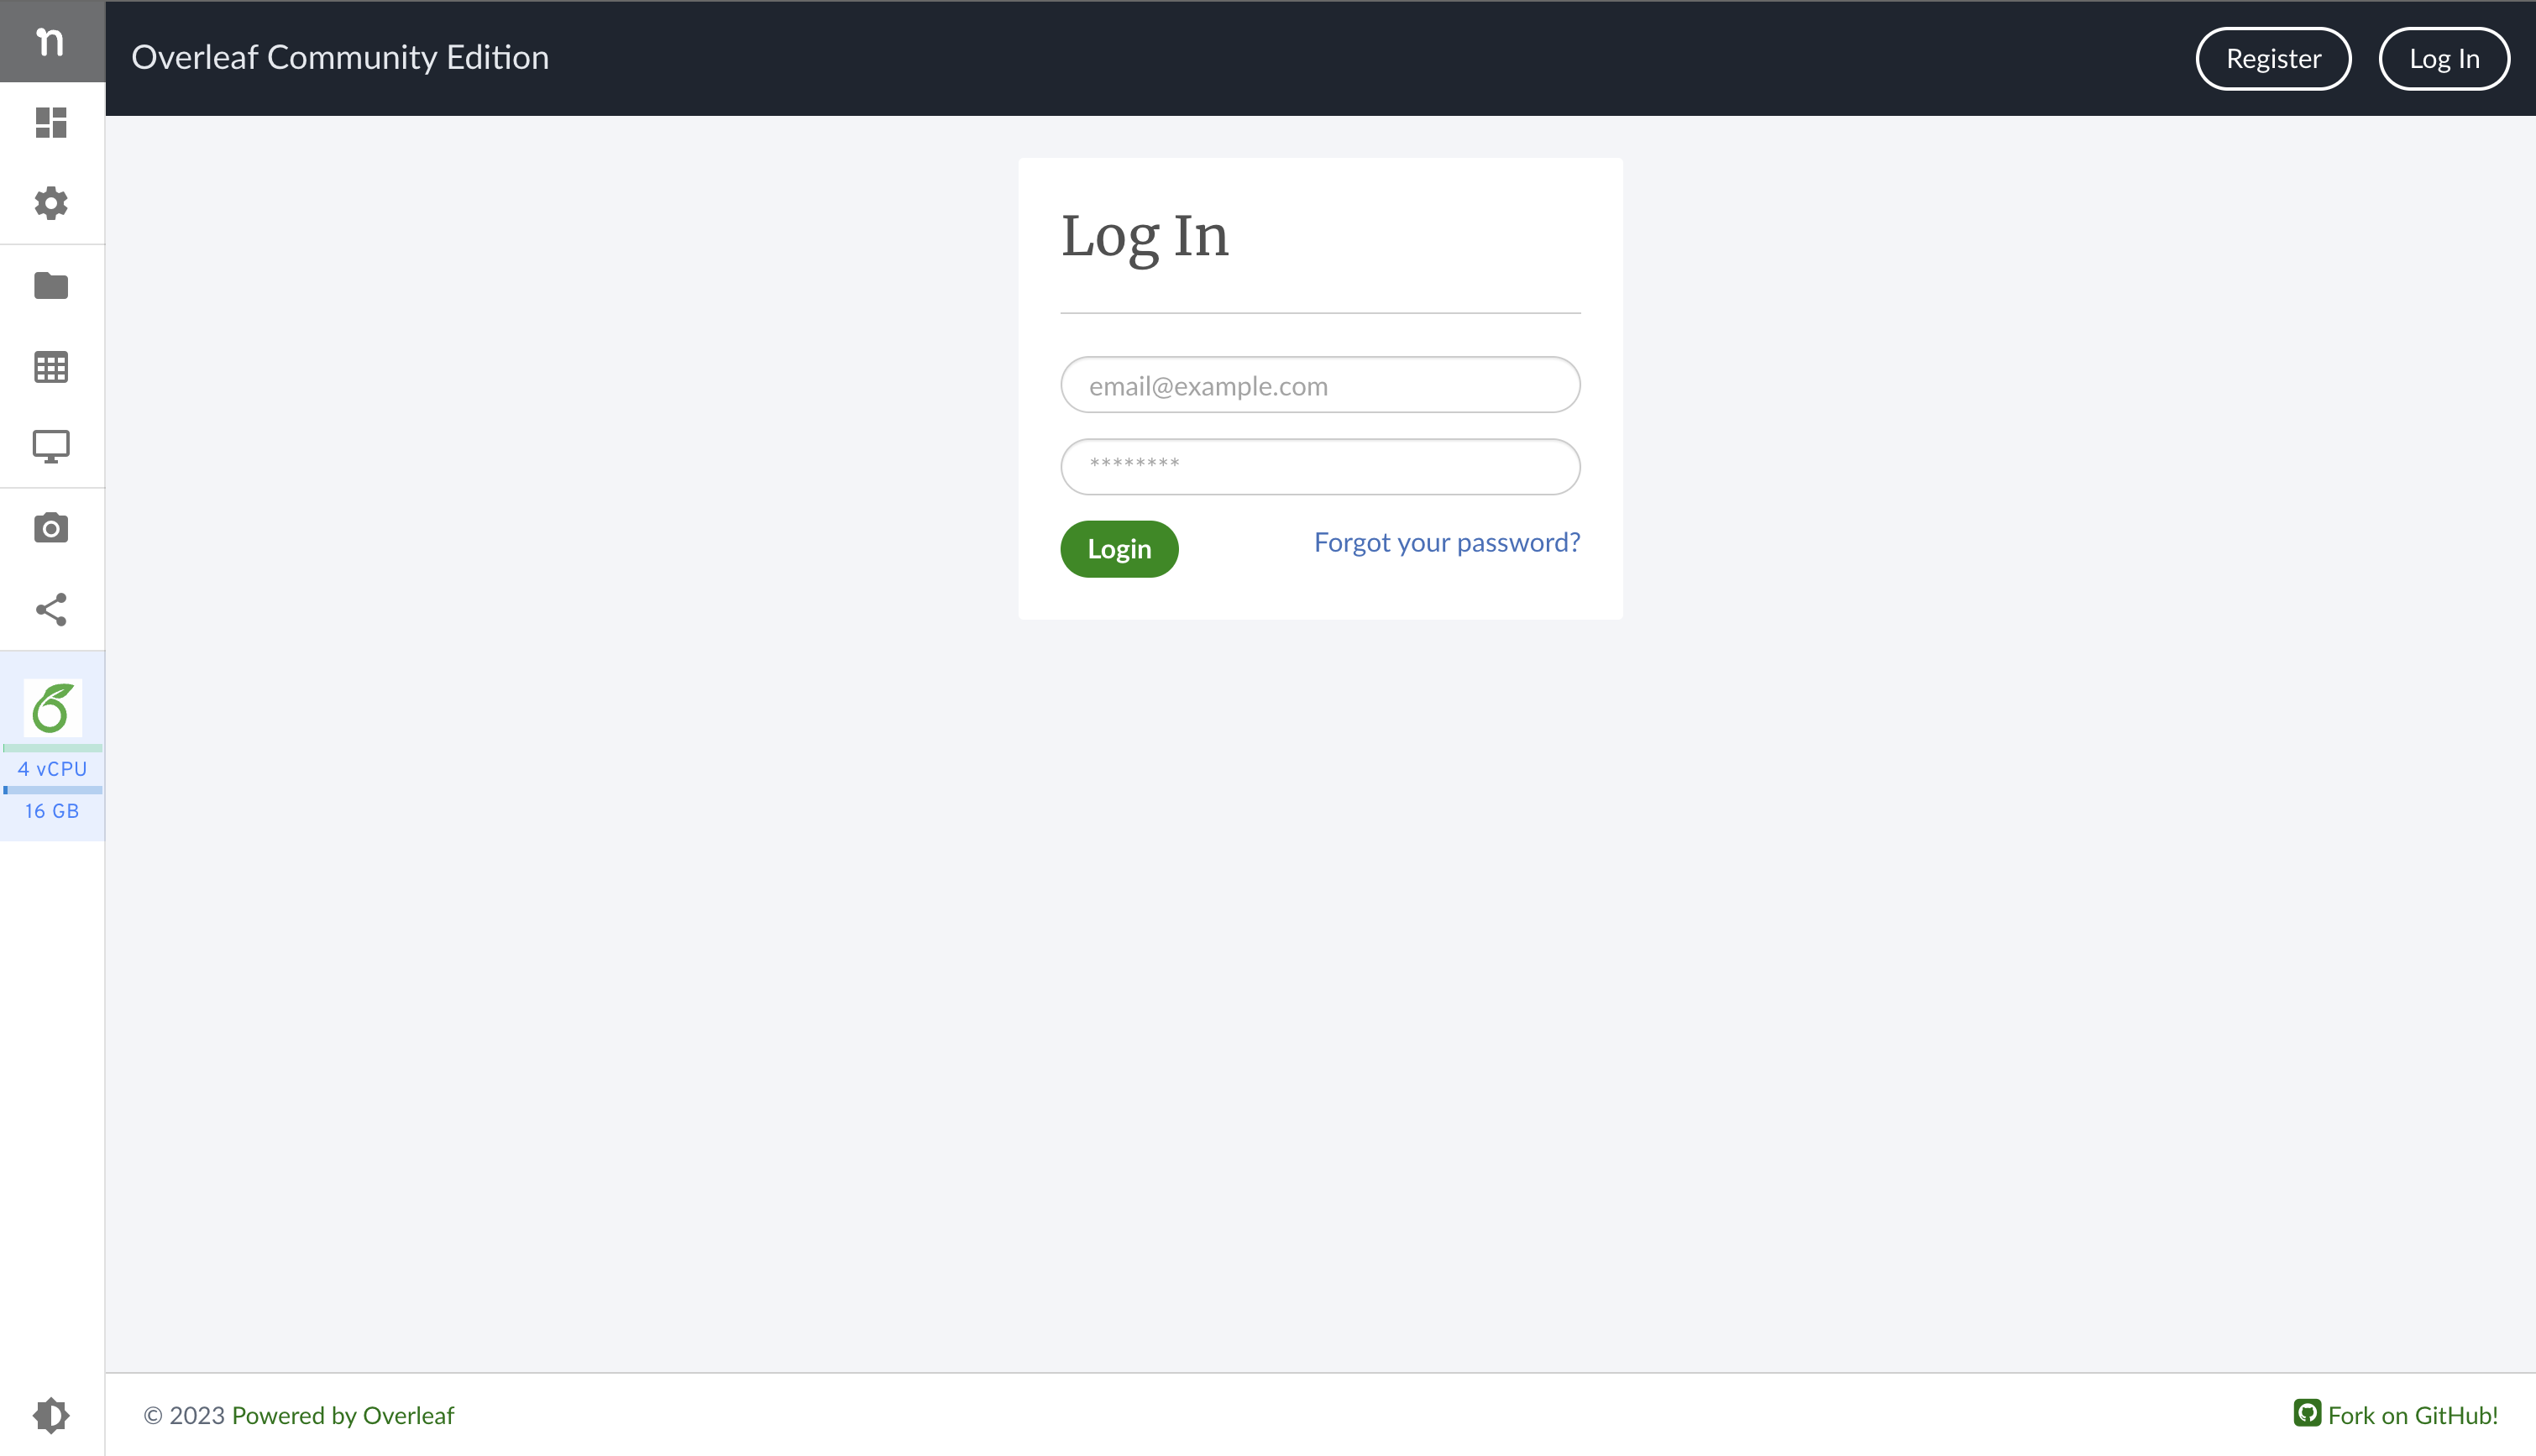 n
Overleaf Community Edition
Register
Log In
Log In
email@example.com
********
Login
Forgot your password?
4 vCPU
16 GB
© 2023 Powered by Overleaf
Fork on GitHub!